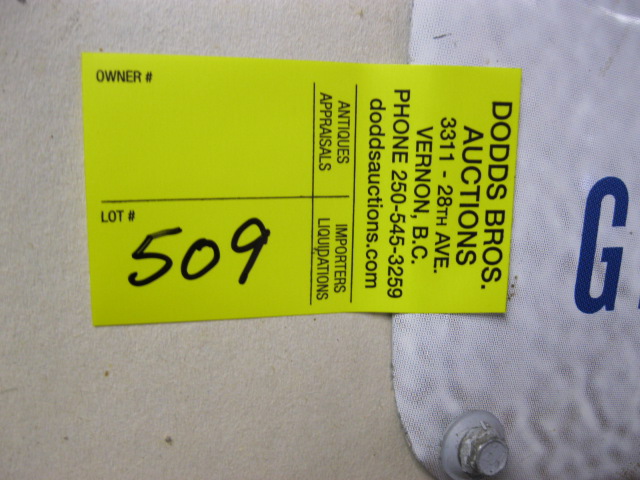 DODDS BROS.
AUCTIONS
3311 - 28TH AVE.
VERNON, B.C.
PHONE 250-545-3259
doddsauctions.com
ANTIQUES IMPORTERS
APPRAISALS LIQUIDATIONS
OWNER #
LOT #
509
G